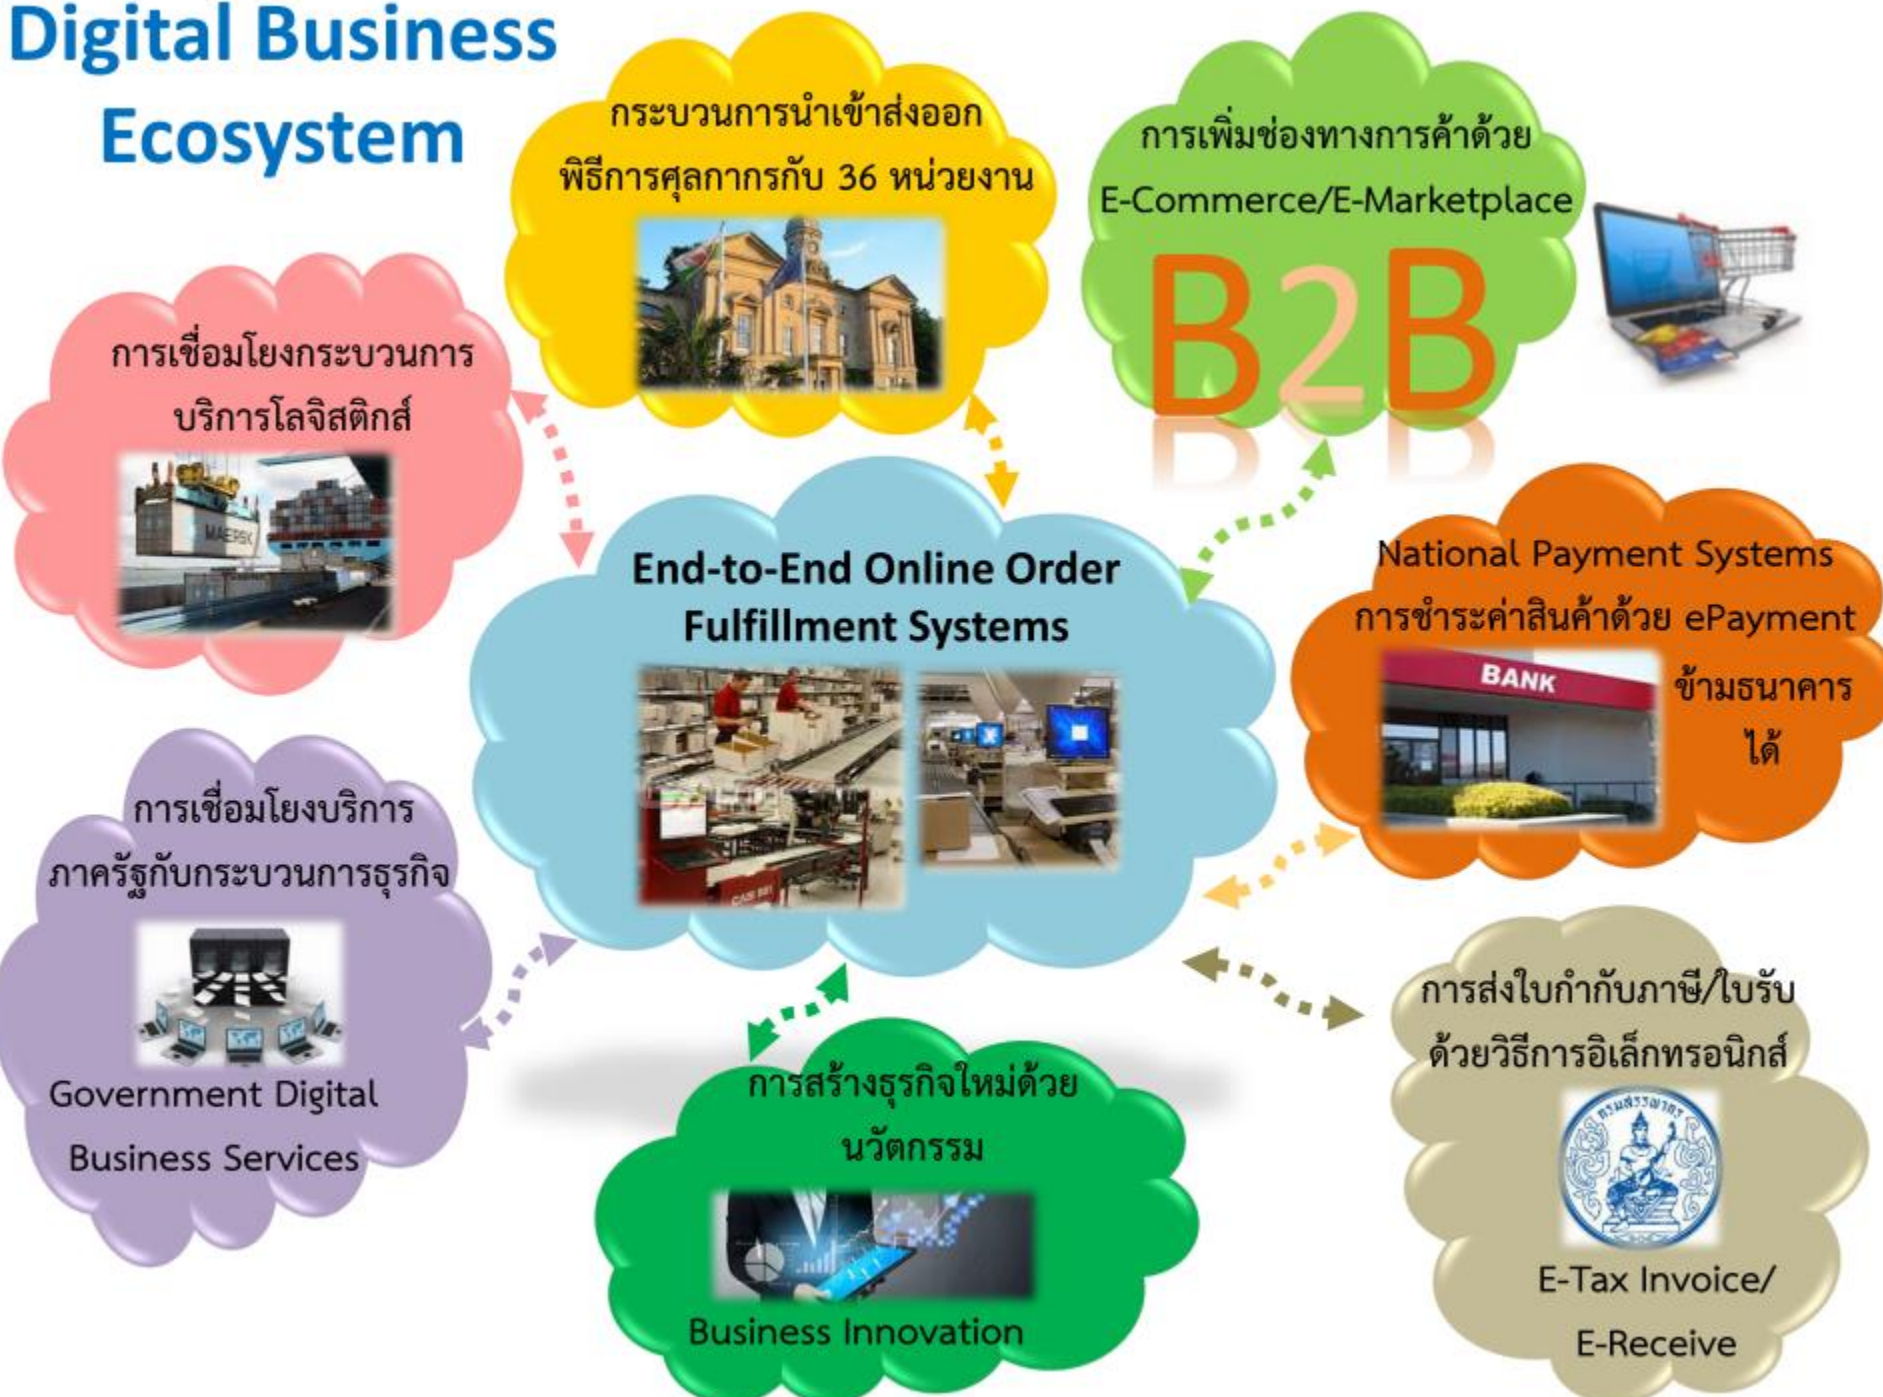 Digital Business
Ecosystem
กระบวนการนำเข้าส่งออก
พิธีการศุลกากรกับ 36 หน่วยงาน
การเพิ่มช่องทางการค้าด้วย
E-Commerce/E-Marketplace
B2B
การเชื่อมโยงกระบวนการ
บริการโลจิสติกส์
MAERSK
End-to-End Online Order
Fulfillment Systems
National Payment Systems
การชำระค่าสินค้าด้วย ePayment
BANK
ข้ามธนาคาร
ได้
การเชื่อมโยงบริการ
ภาครัฐกับกระบวนการธุรกิจ
Government Digital
Business Services
การสร้างธุรกิจใหม่ด้วย
นวัตกรรม
Business Innovation
การส่งใบกำกับภาษี/ใบรับ
ด้วยวิธีการอิเล็กทรอนิกส์
กรมสรรพากร
E-Tax Invoice/
E-Receive